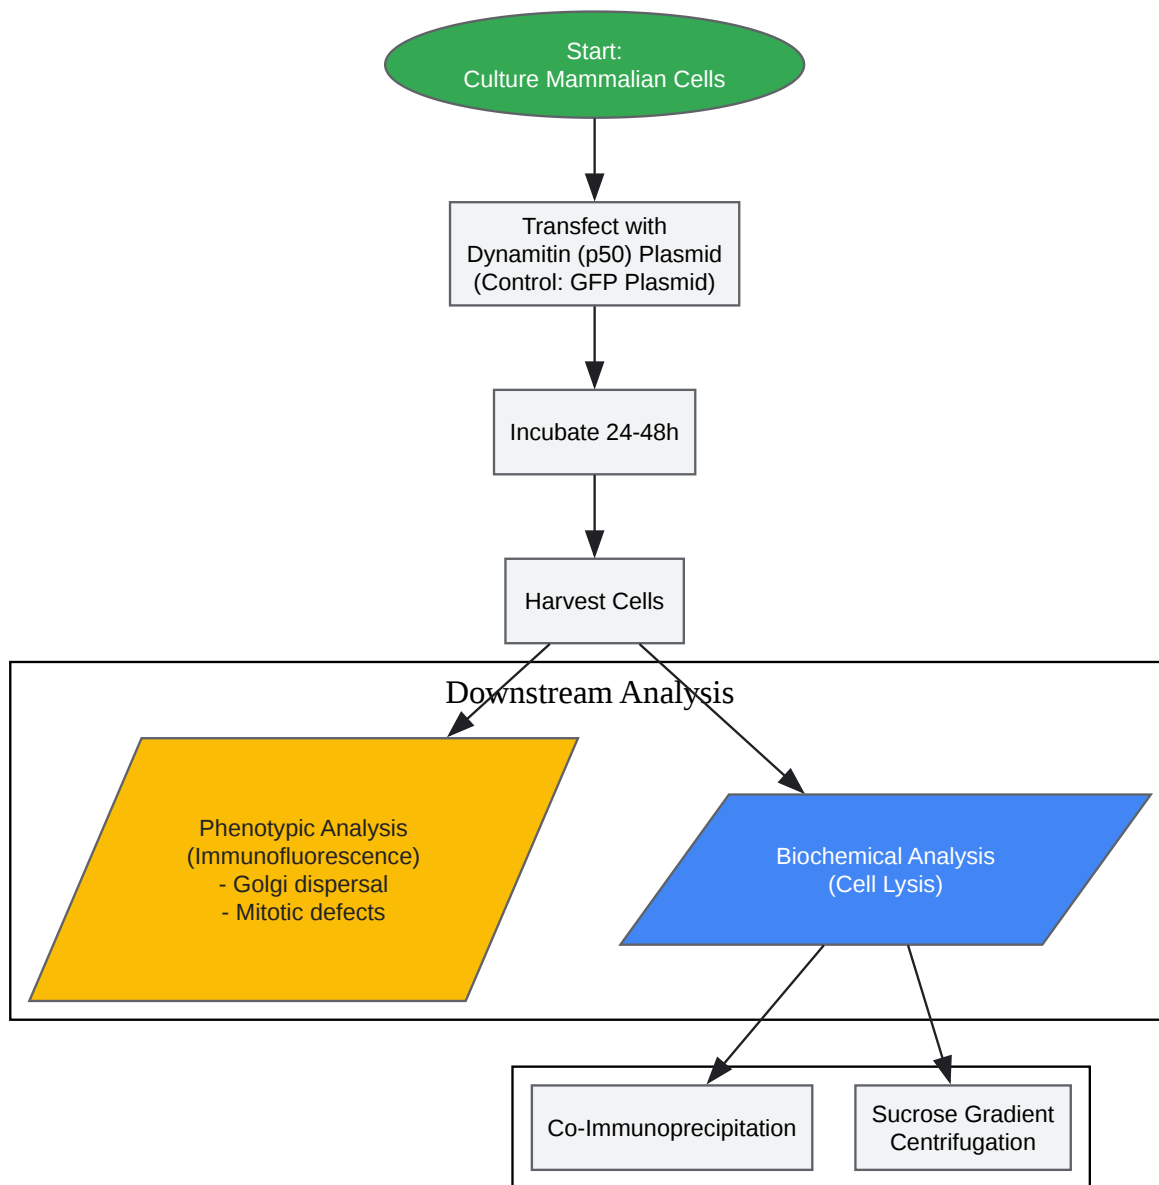 Start:
Culture Mammalian Cells
Transfect with
Dynamitin (p50) Plasmid
(Control: GFP Plasmid)
Incubate 24-48h
Harvest Cells
Downstream Analysis
Phenotypic Analysis
(Immunofluorescence)
- Golgi dispersal
- Mitotic defects
Biochemical Analysis
(Cell Lysis)
Co-Immunoprecipitation
Sucrose Gradient
Centrifugation